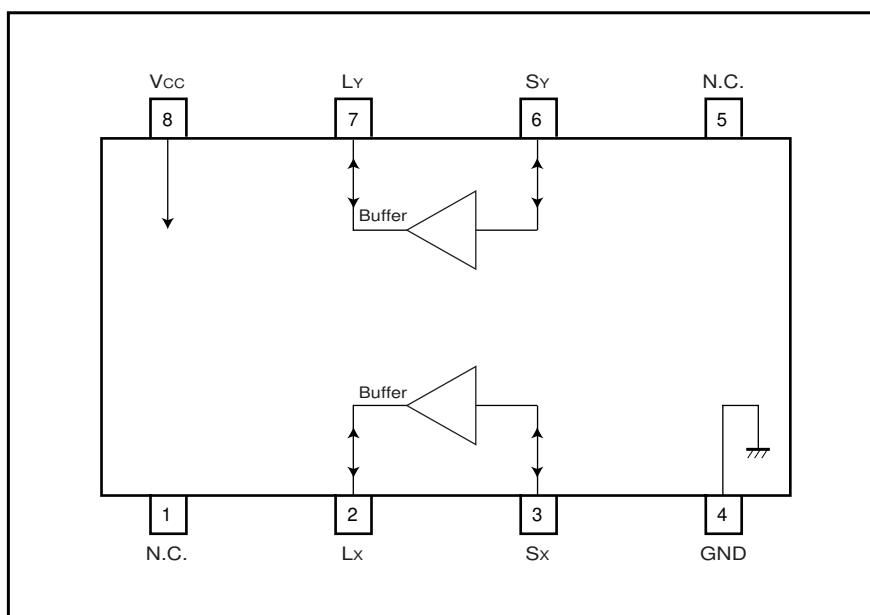 VCC LY SY N.C.
8 7 6 5
Buffer
Buffer
1 2 3 4
N.C. LX SX GND